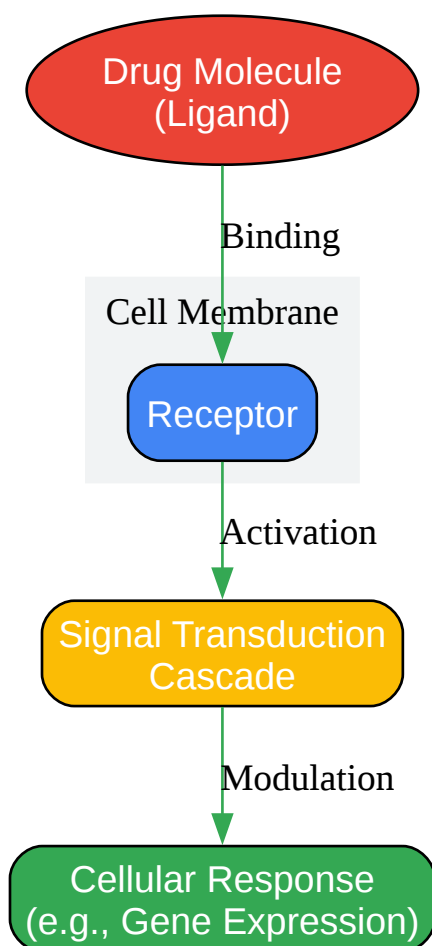 Drug Molecule
(Ligand)
Binding
Cell Membrane
Receptor
Activation
Signal Transduction
Cascade
Modulation
Cellular Response
(e.g., Gene Expression)